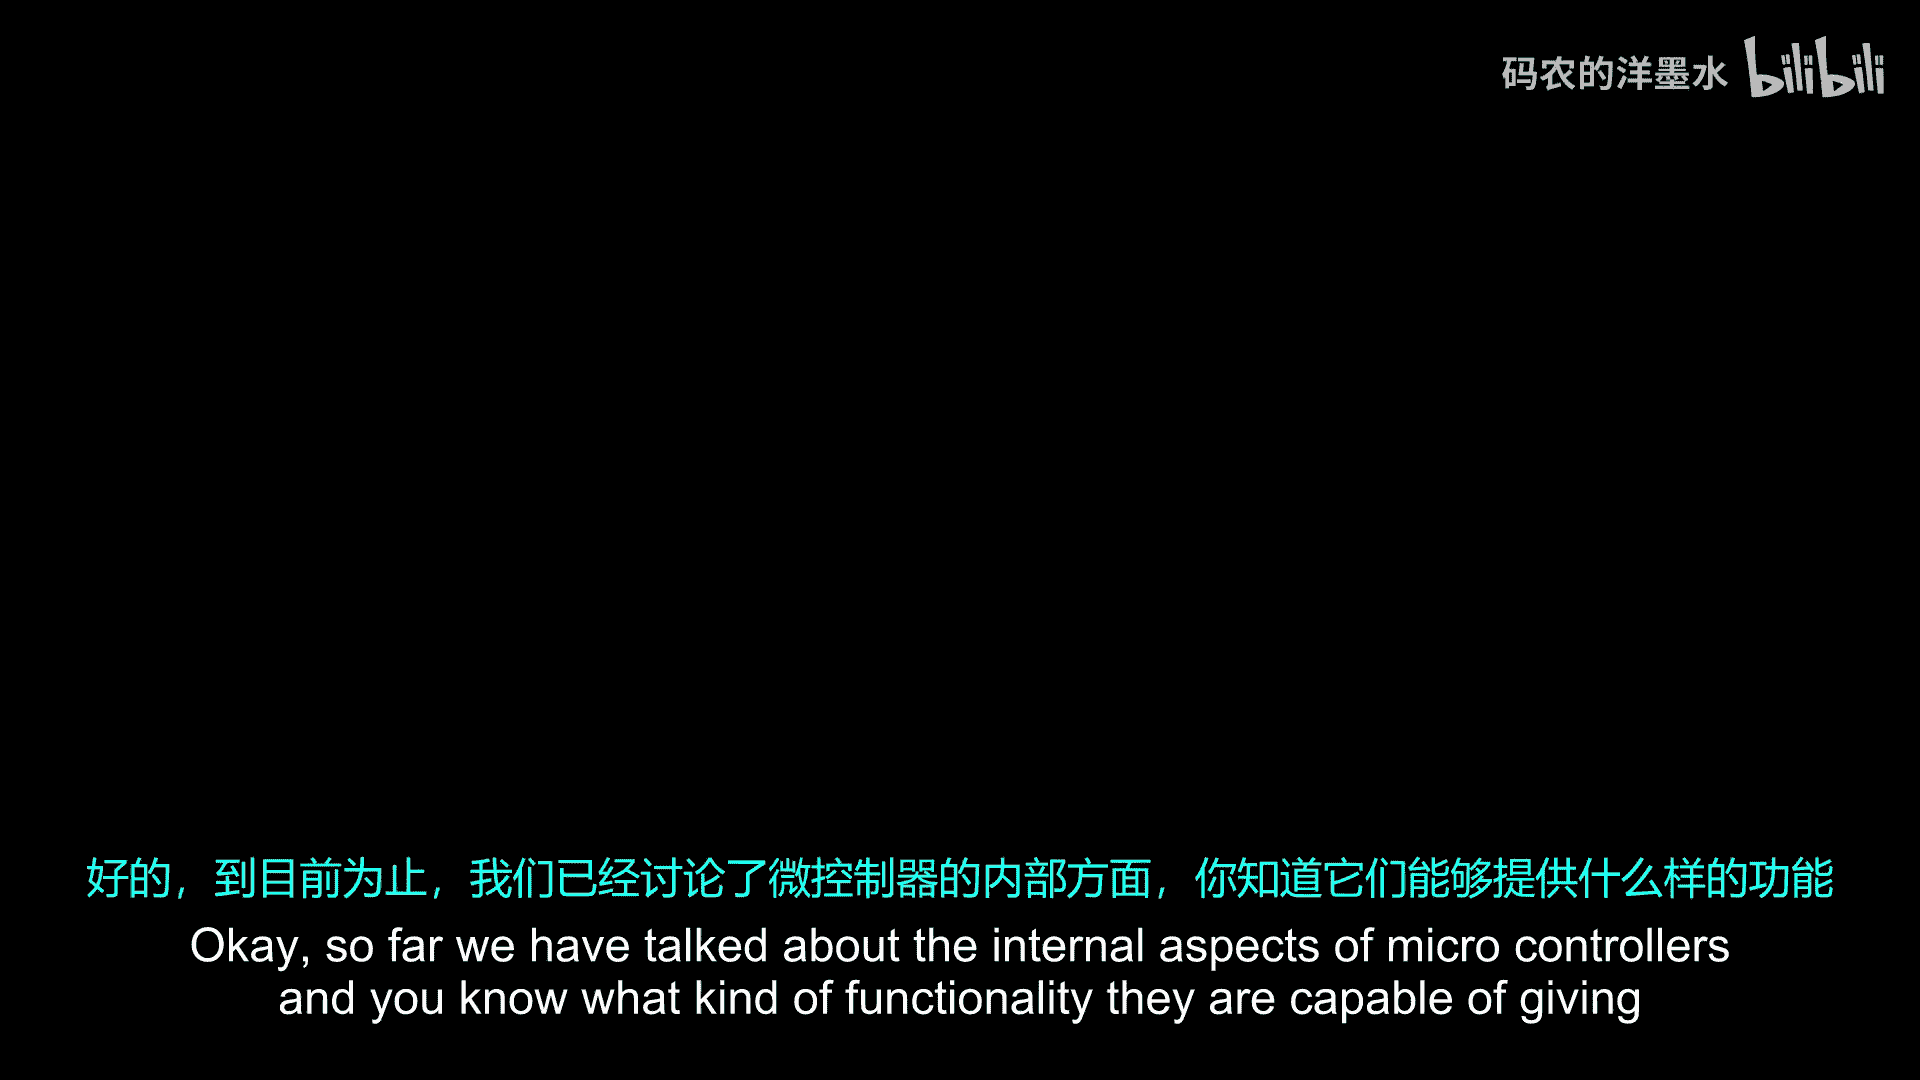 码农的洋墨水 bilibili
好的，到目前为止，我们已经讨论了微控制器的内部方面，你知道它们能够提供什么样的功能
Okay, so far we have talked about the internal aspects of micro controllers
and you know what kind of functionality they are capable of giving